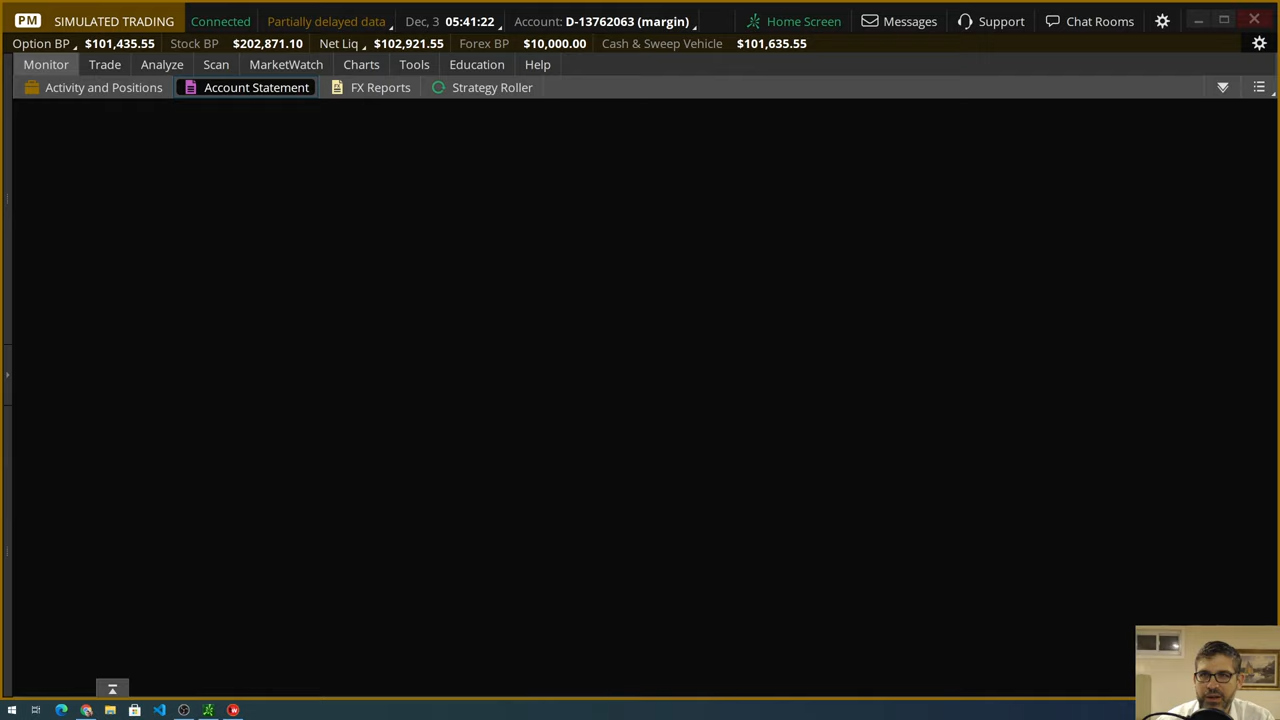 PM SIMULATED TRADING Connected Partially delayed data Dec, 3 05:41:22 Account: D-13762063 (margin) Home Screen Messages Support Chat Rooms
Option BP $101,435.55 Stock BP $202,871.10 Net Liq $102,921.55 Forex BP $10,000.00 Cash & Sweep Vehicle $101,635.55
Monitor Trade Analyze Scan MarketWatch Charts Tools Education Help
Activity and Positions Account Statement FX Reports Strategy Roller